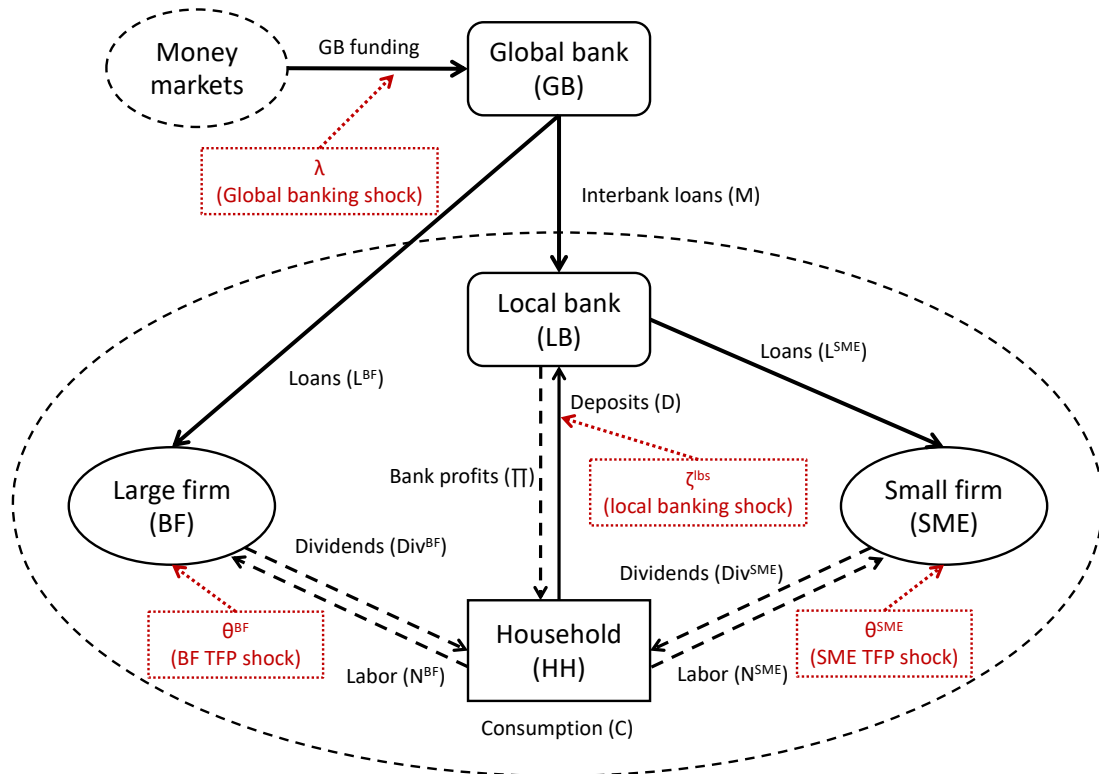 Money
markets
GB funding
Global bank
(GB)
λ
(Global banking shock)
Interbank loans (M)
Local bank
(LB)
Loans (L^SME)
Loans (L^BF)
Deposits (D)
Bank profits (∏)
ζ^lbs
(local banking shock)
Large firm
(BF)
Small firm
(SME)
Dividends (Div^BF)
Dividends (Div^SME)
θ^BF
(BF TFP shock)
Household
(HH)
θ^SME
(SME TFP shock)
Labor (N^BF)
Labor (N^SME)
Consumption (C)